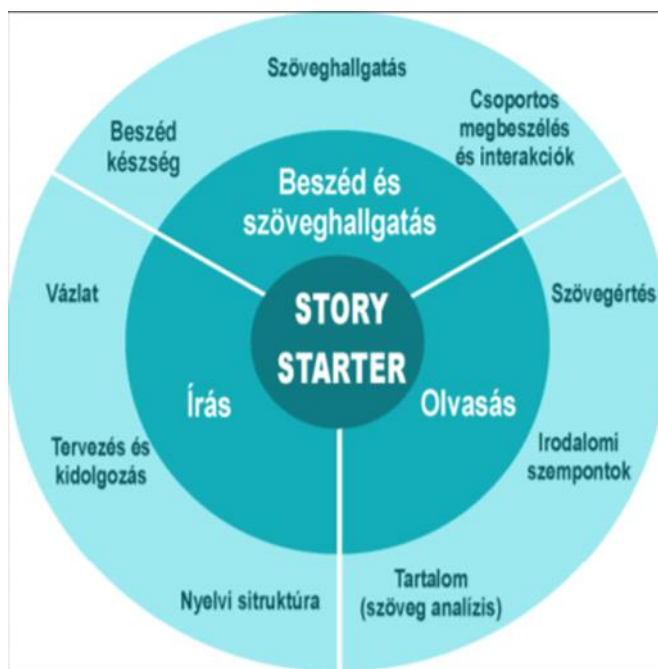 Szöveghallgatás
Csoportos
megbeszélés
és interakciók
Beszéd
készség
Beszéd és
szöveghallgatás
Vázlat
Szövegértés
STORY
STARTER
Írás
Olvasás
Tervezés és
kidolgozás
Irodalomi
szempontok
Nyelvi sitruktúra
Tartalom
(szöveg analízis)